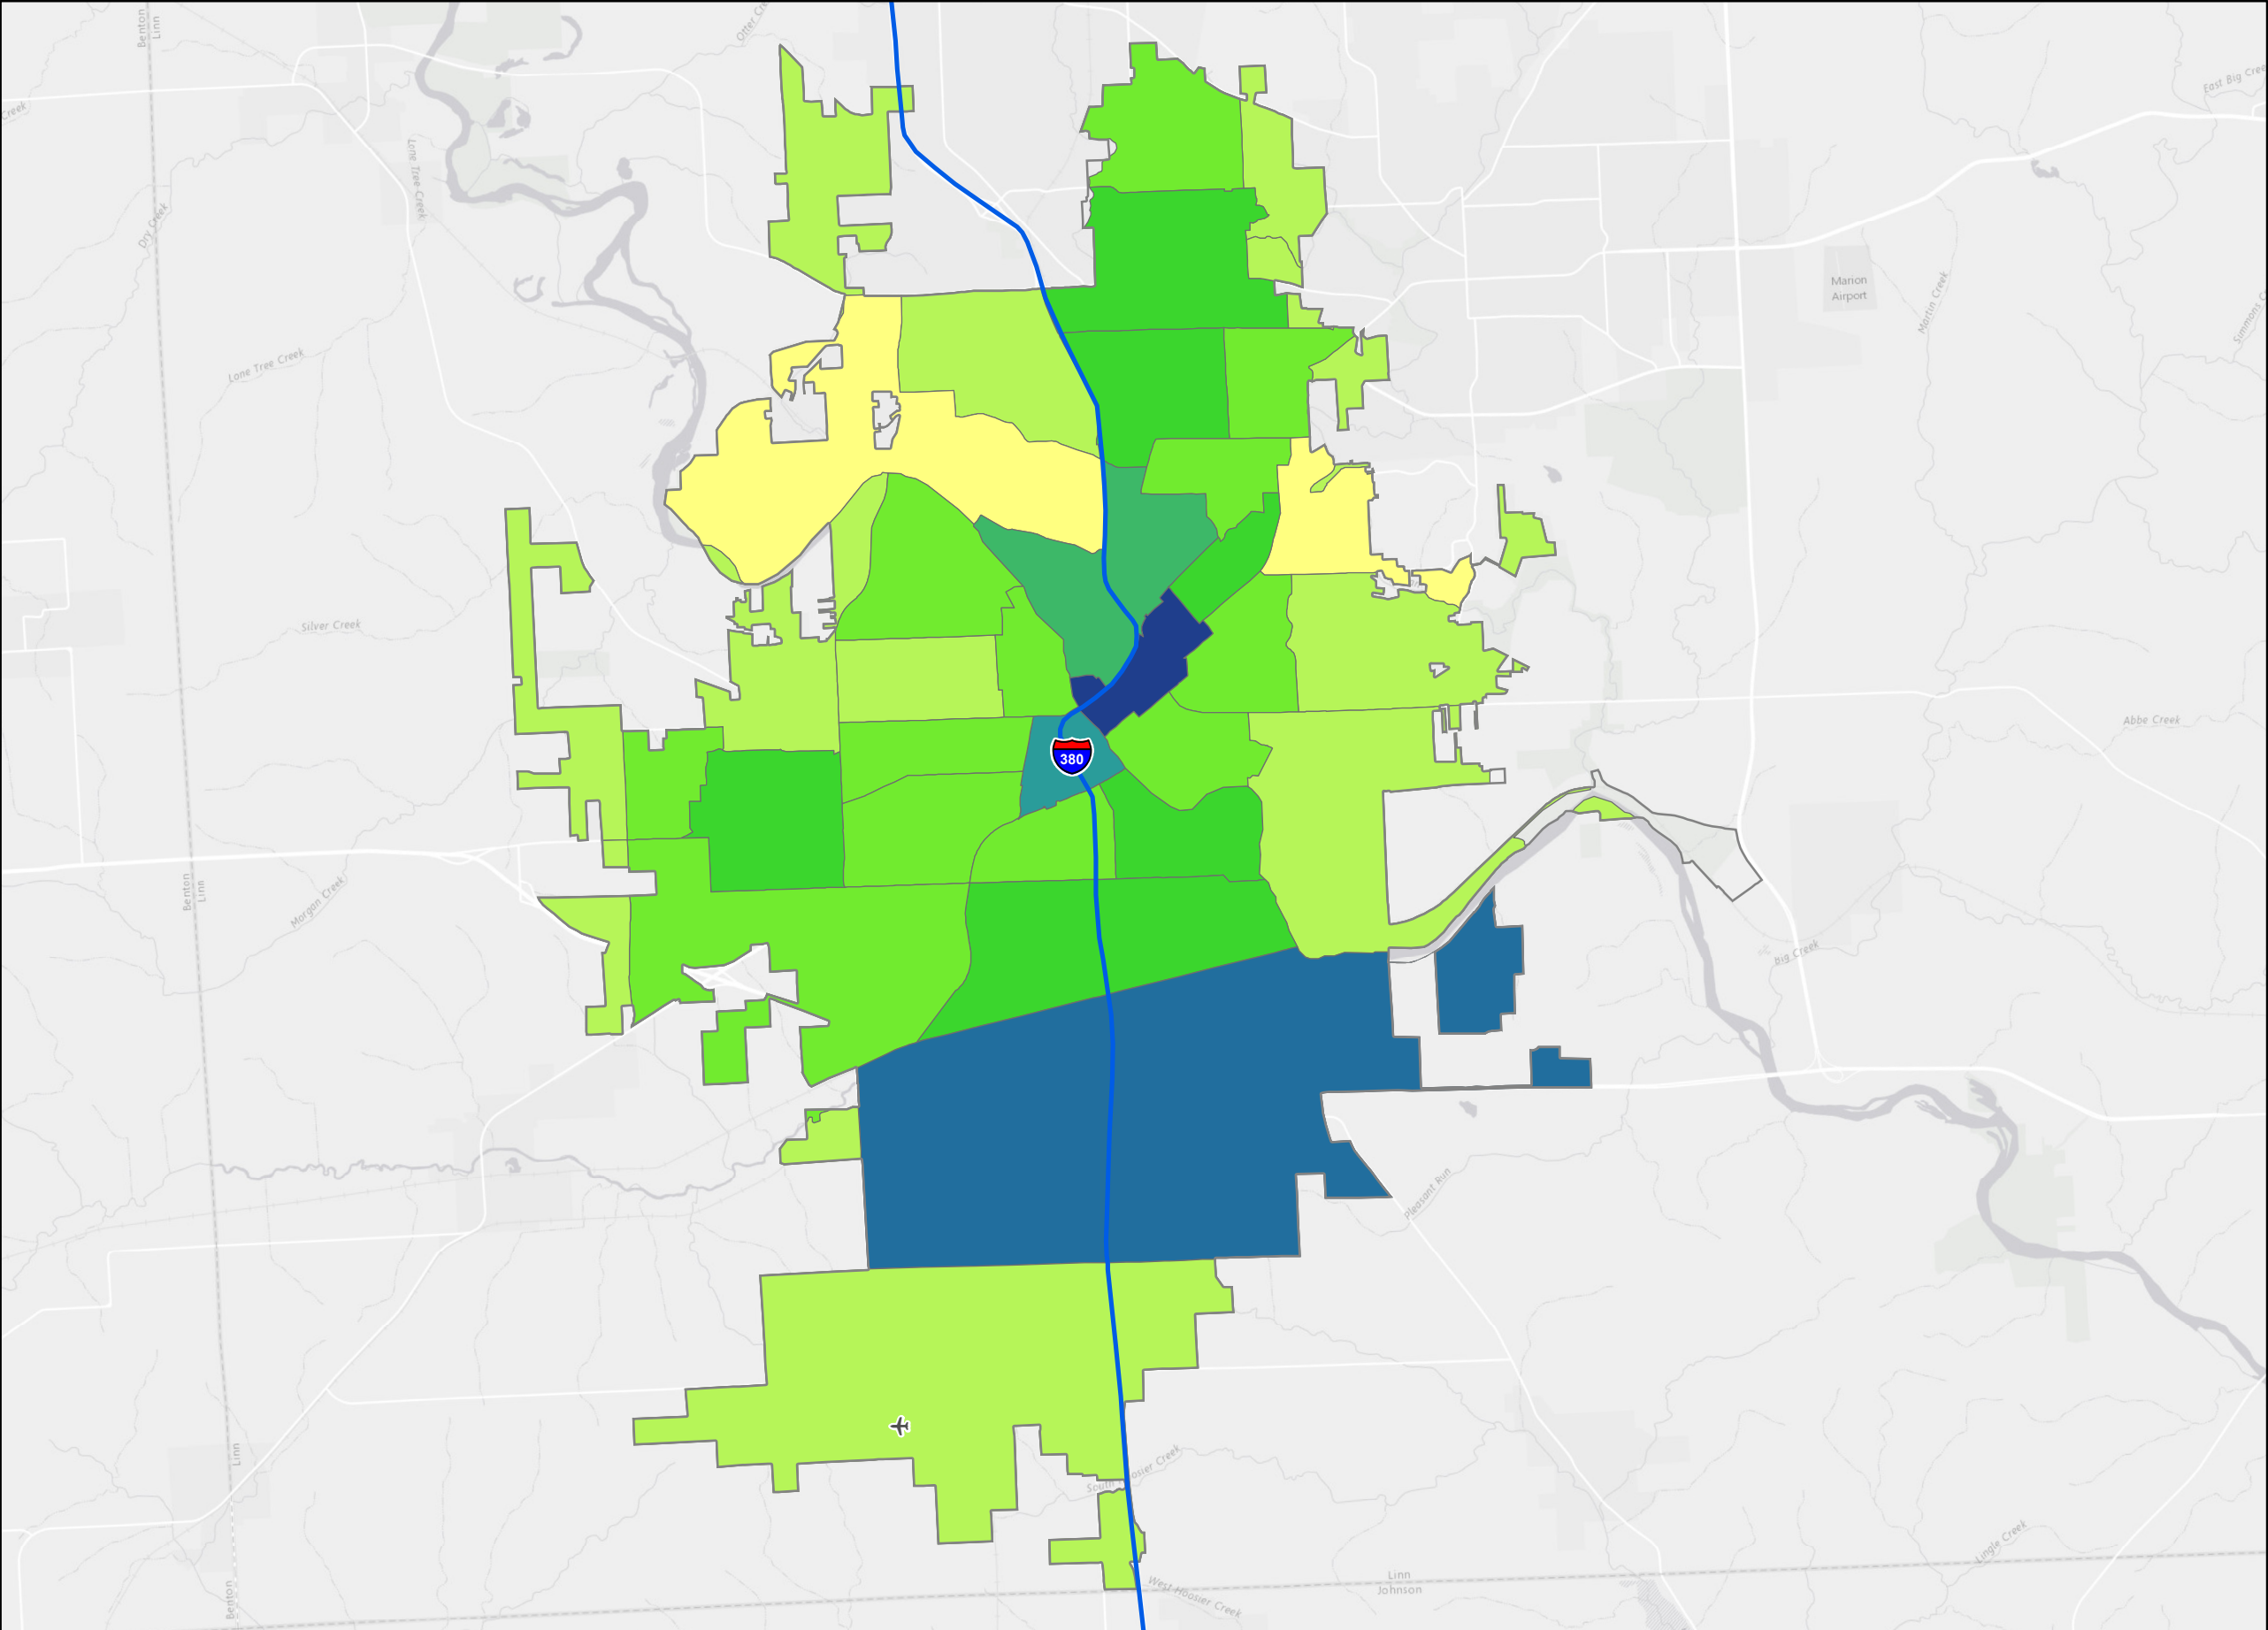 Benton
Linn
Otter Cre
East Big Cree
Creek
Lone Tree Creek
Dry Creek
Marion
Airport
Martin Creek
Simmons C
Lone Tree Creek
Silver Creek
Abbe Creek
380
Benton
Linn
Morgan Creek
Big Creek
Pleasant Run
Linn
South Hoosier Creek
Benton
West Hoosier Creek
Linn
Johnson
Lingle Creek